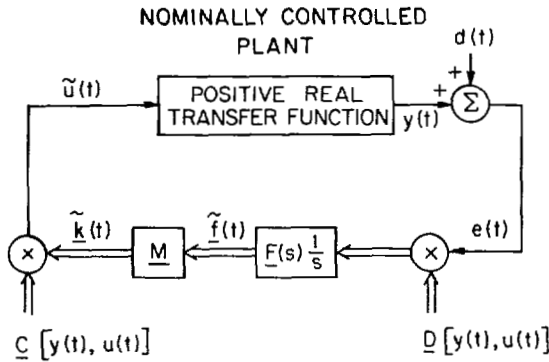 NOMINALLY CONTROLLED
PLANT
d(t)
ũ(t)
POSITIVE REAL
TRANSFER FUNCTION
y(t)
+
+
Σ
k̃(t)
M
f̃(t)
F(s) 1/s
e(t)
×
×
C [y(t), u(t)]
D [y(t), u(t)]